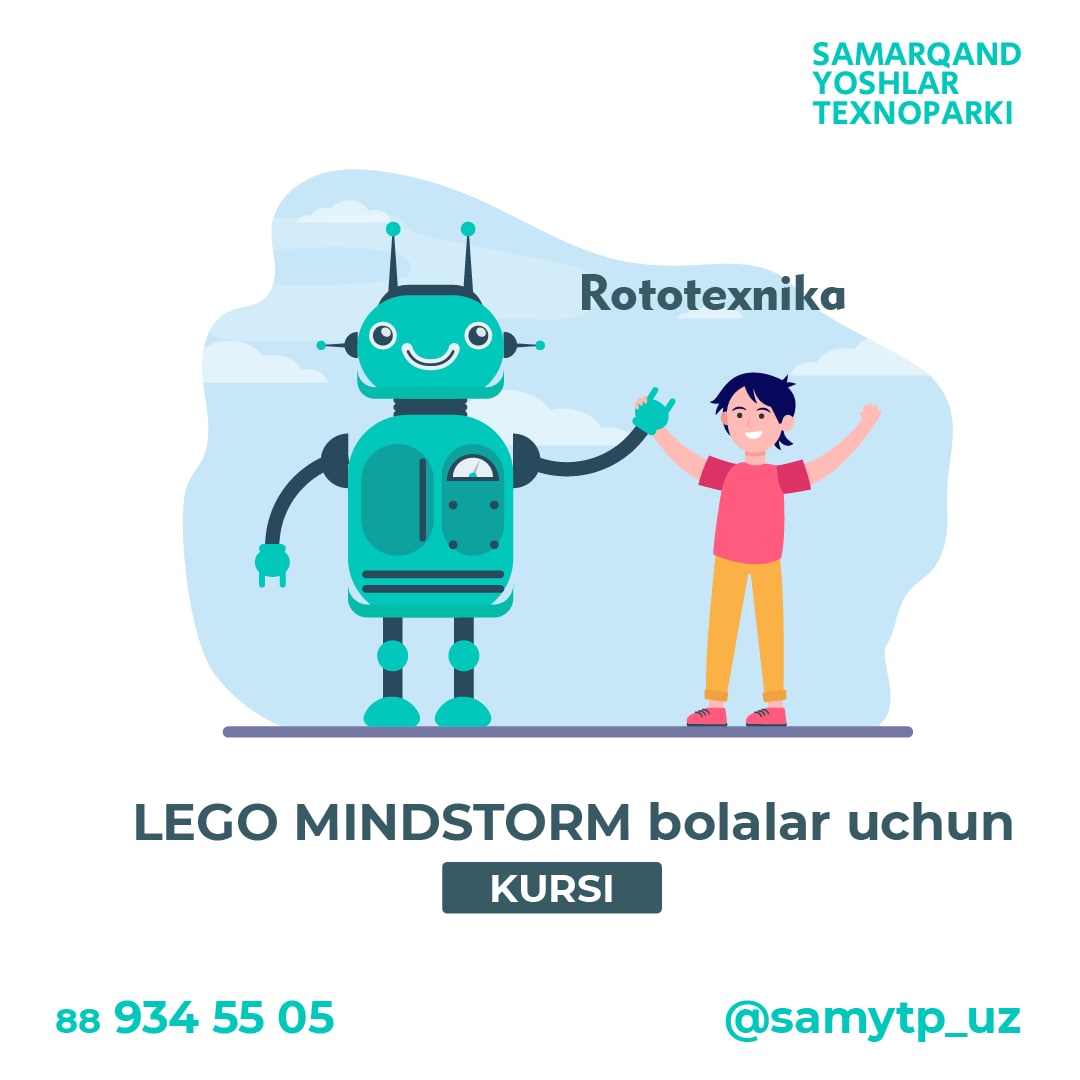 SAMARQAND
YOSHLAR
TEXNOPARKI
Rototexnika
LEGO MINDSTORM bolalar uchun
KURSI
88 934 55 05
@samytp_uz